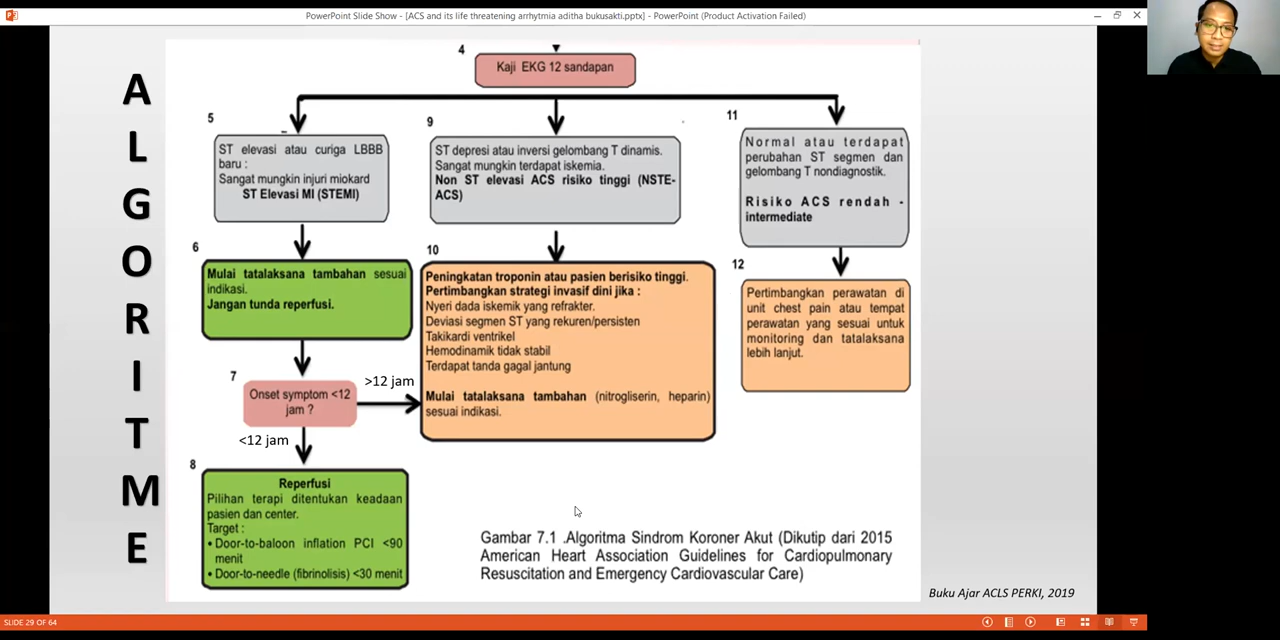 PowerPoint Slide Show - [ACS and its life threatening arrhytmia aditha bukusakti.pptx] - PowerPoint (Product Activation Failed)
A
L
G
O
R
I
T
M
E
4
Kaji EKG 12 sandapan
5
ST elevasi atau curiga LBBB
baru :
Sangat mungkin injuri miokard
ST Elevasi MI (STEMI)
9
ST depresi atau inversi gelombang T dinamis.
Sangat mungkin terdapat iskemia.
Non ST elevasi ACS risiko tinggi (NSTE-
ACS)
11
Normal atau terdapat
perubahan ST segmen dan
gelombang T nondiagnostik.
Risiko ACS rendah -
intermediate
6
Mulai tatalaksana tambahan sesuai
indikasi.
Jangan tunda reperfusi.
10
Peningkatan troponin atau pasien berisiko tinggi.
Pertimbangkan strategi invasif dini jika :
Nyeri dada iskemik yang refrakter.
Deviasi segmen ST yang rekuren/persisten
Takikardi ventrikel
Hemodinamik tidak stabil
Terdapat tanda gagal jantung
Mulai tatalaksana tambahan (nitrogliserin, heparin)
sesuai indikasi.
12
Pertimbangkan perawatan di
unit chest pain atau tempat
perawatan yang sesuai untuk
monitoring dan tatalaksana
lebih lanjut.
7
Onset symptom <12
jam ?
>12 jam
<12 jam
8
Reperfusi
Pilihan terapi ditentukan keadaan
pasien dan center.
Target :
• Door-to-baloon inflation PCI <90
menit
• Door-to-needle (fibrinolisis) <30 menit
Gambar 7.1 .Algoritma Sindrom Koroner Akut (Dikutip dari 2015
American Heart Association Guidelines for Cardiopulmonary
Resuscitation and Emergency Cardiovascular Care)
Buku Ajar ACLS PERKI, 2019
SLIDE 29 OF 64